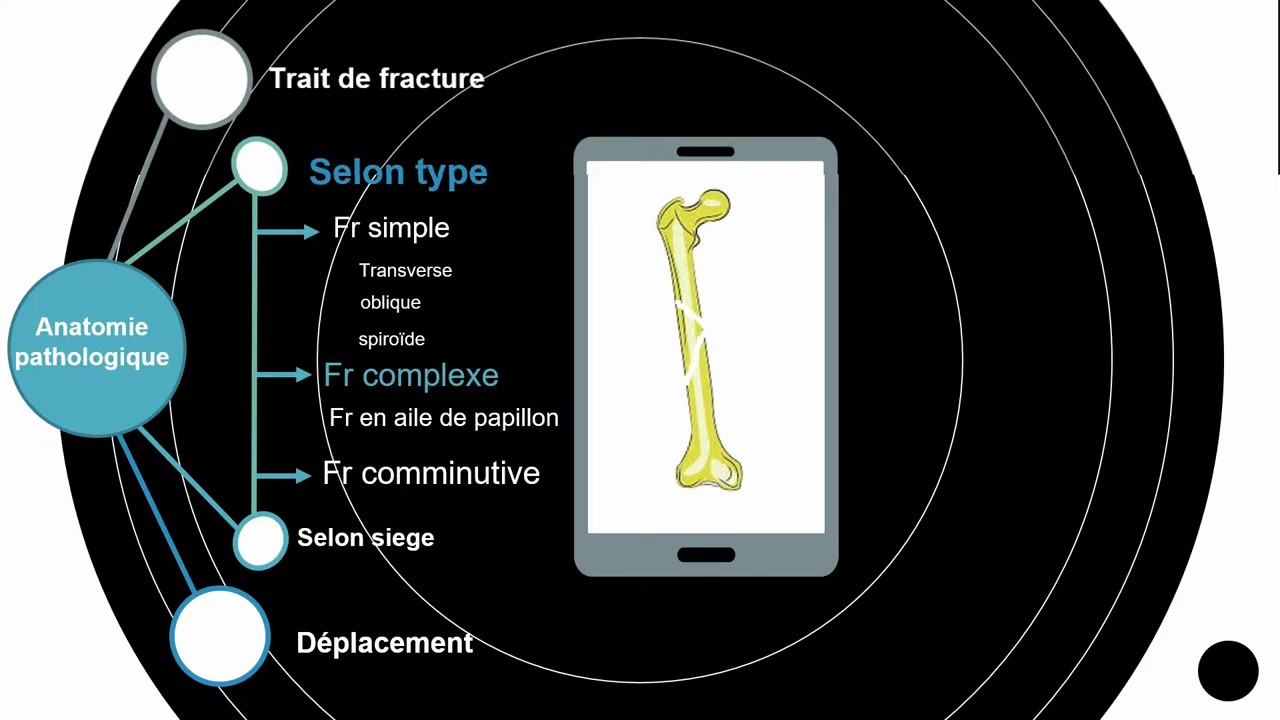 Trait de fracture
Selon type
Fr simple
Transverse
oblique
spiroïde
Anatomie
pathologique
Fr complexe
Fr en aile de papillon
Fr comminutive
Selon siege
Déplacement